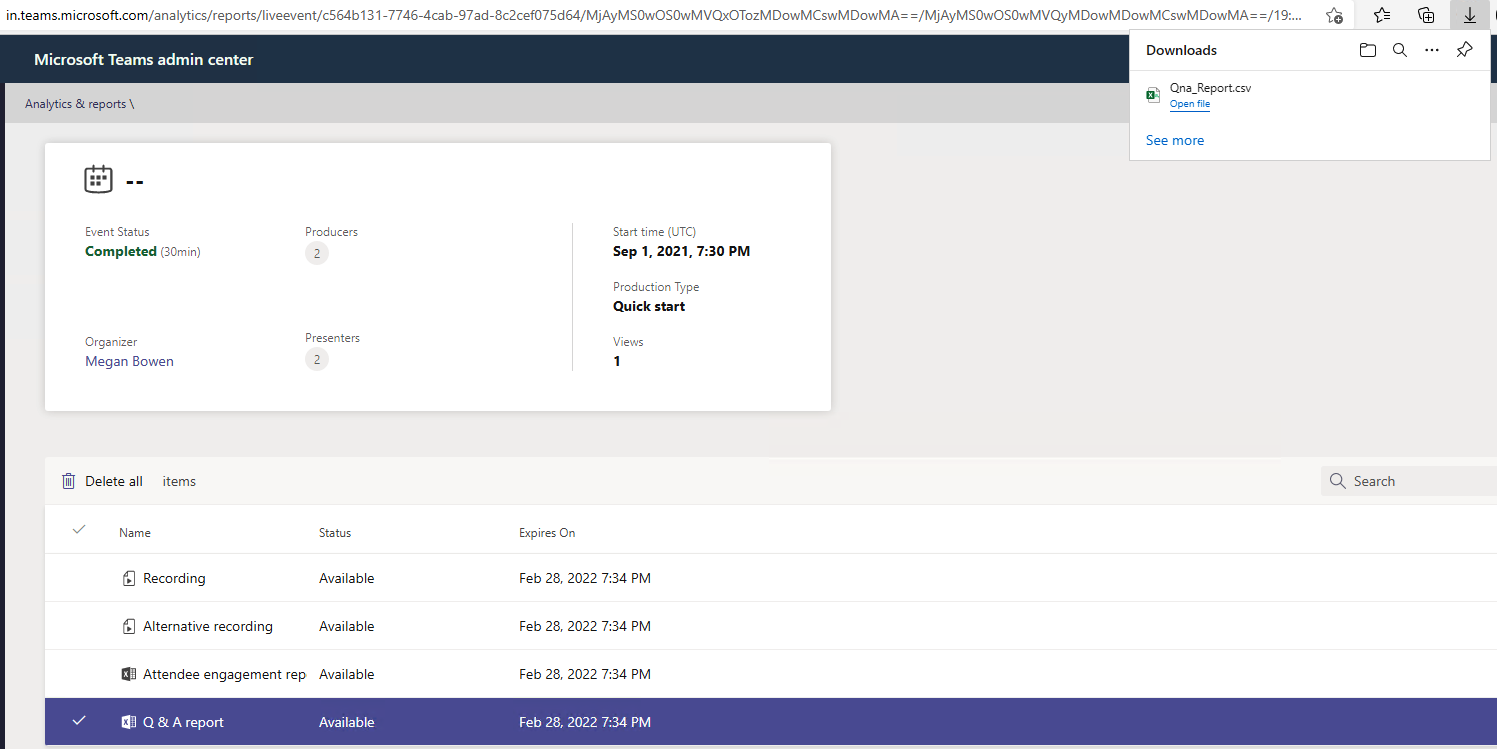 in.teams.microsoft.com/analytics/reports/liveevent/c564b131-7746-4cab-97ad-8c2cef075d64/MjAyMS0wOS0wMVQxOTozMDowMCswMDowMA==/MjAyMS0wOS0wMVQyMDowMDowMCswMDowMA==/19:...
Microsoft Teams admin center
Downloads
Qna_Report.csv
Open file
See more
Analytics & reports \
--
Event Status
Completed (30min)
Producers
2
Start time (UTC)
Sep 1, 2021, 7:30 PM
Production Type
Quick start
Organizer
Megan Bowen
Presenters
2
Views
1
Delete all items
Search
Name Status Expires On
Recording Available Feb 28, 2022 7:34 PM
Alternative recording Available Feb 28, 2022 7:34 PM
Attendee engagement rep Available Feb 28, 2022 7:34 PM
Q & A report Available Feb 28, 2022 7:34 PM